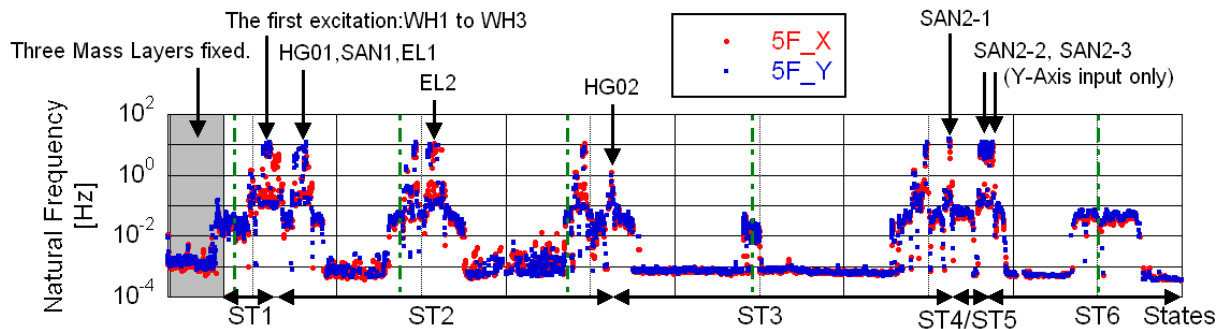 The first excitation:WH1 to WH3
Three Mass Layers fixed.
HG01,SAN1,EL1
EL2
HG02
5F_X
5F_Y
SAN2-1
SAN2-2, SAN2-3
(Y-Axis input only)
Natural Frequency
[Hz]
10^2
10^0
10^-2
10^-4
ST1
ST2
ST3
ST4/ST5
ST6
States